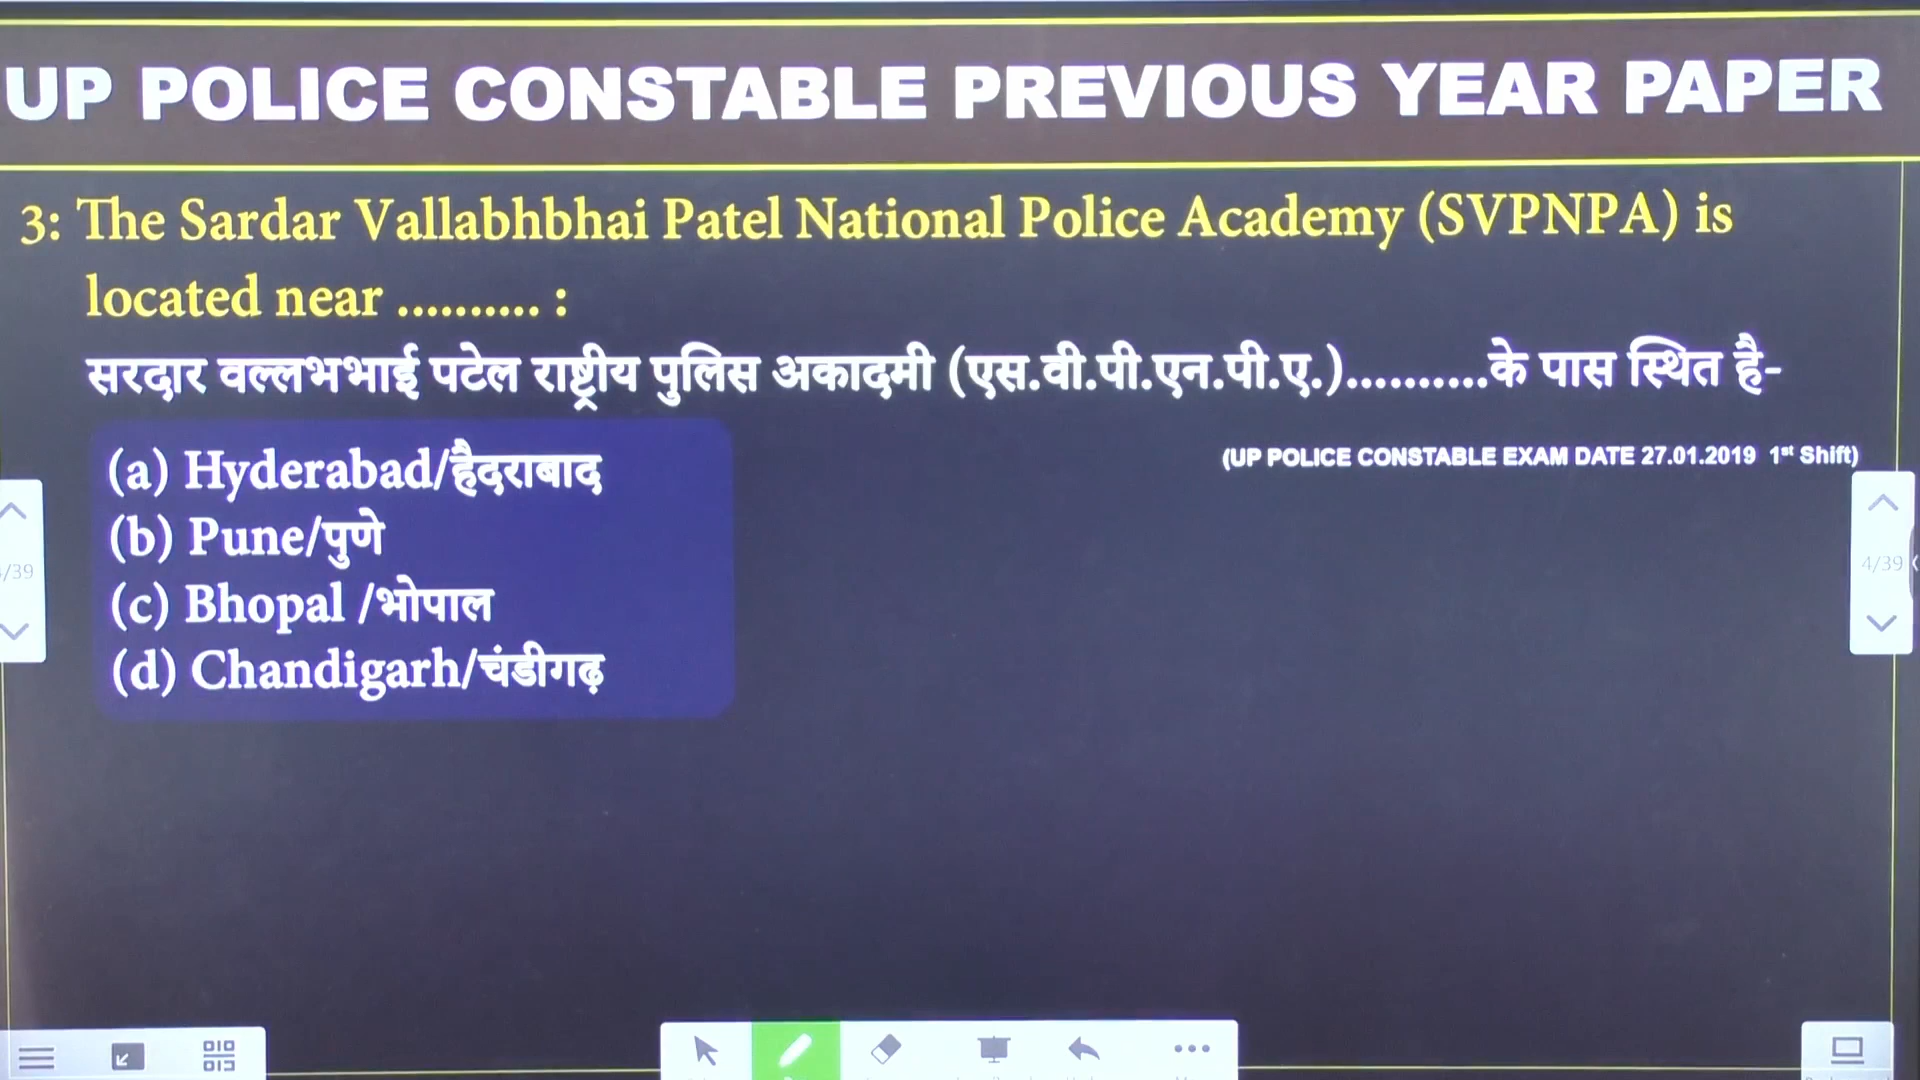 UP POLICE CONSTABLE PREVIOUS YEAR PAPER
3: The Sardar Vallabhbhai Patel National Police Academy (SVPNPA) is
located near .......... :
सरदार वल्लभभाई पटेल राष्ट्रीय पुलिस अकादमी (एस.वी.पी.एन.पी.ए.)..........के पास स्थित है-
(UP POLICE CONSTABLE EXAM DATE 27.01.2019 1st Shift)
(a) Hyderabad/हैदराबाद
(b) Pune/पुणे
(c) Bhopal /भोपाल
(d) Chandigarh/चंडीगढ़
/39
4/39